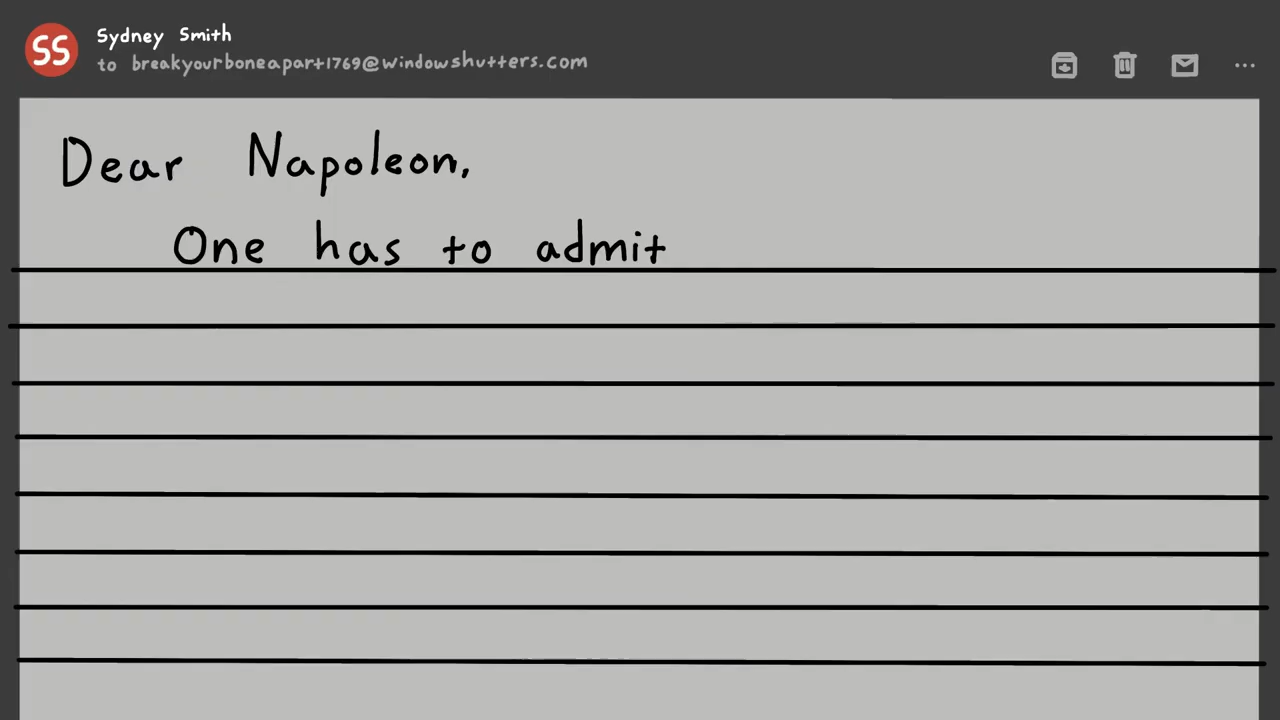 SS
Sydney Smith
to breakyourboneapart1769@windowshutters.com
Dear Napoleon,
One has to admit